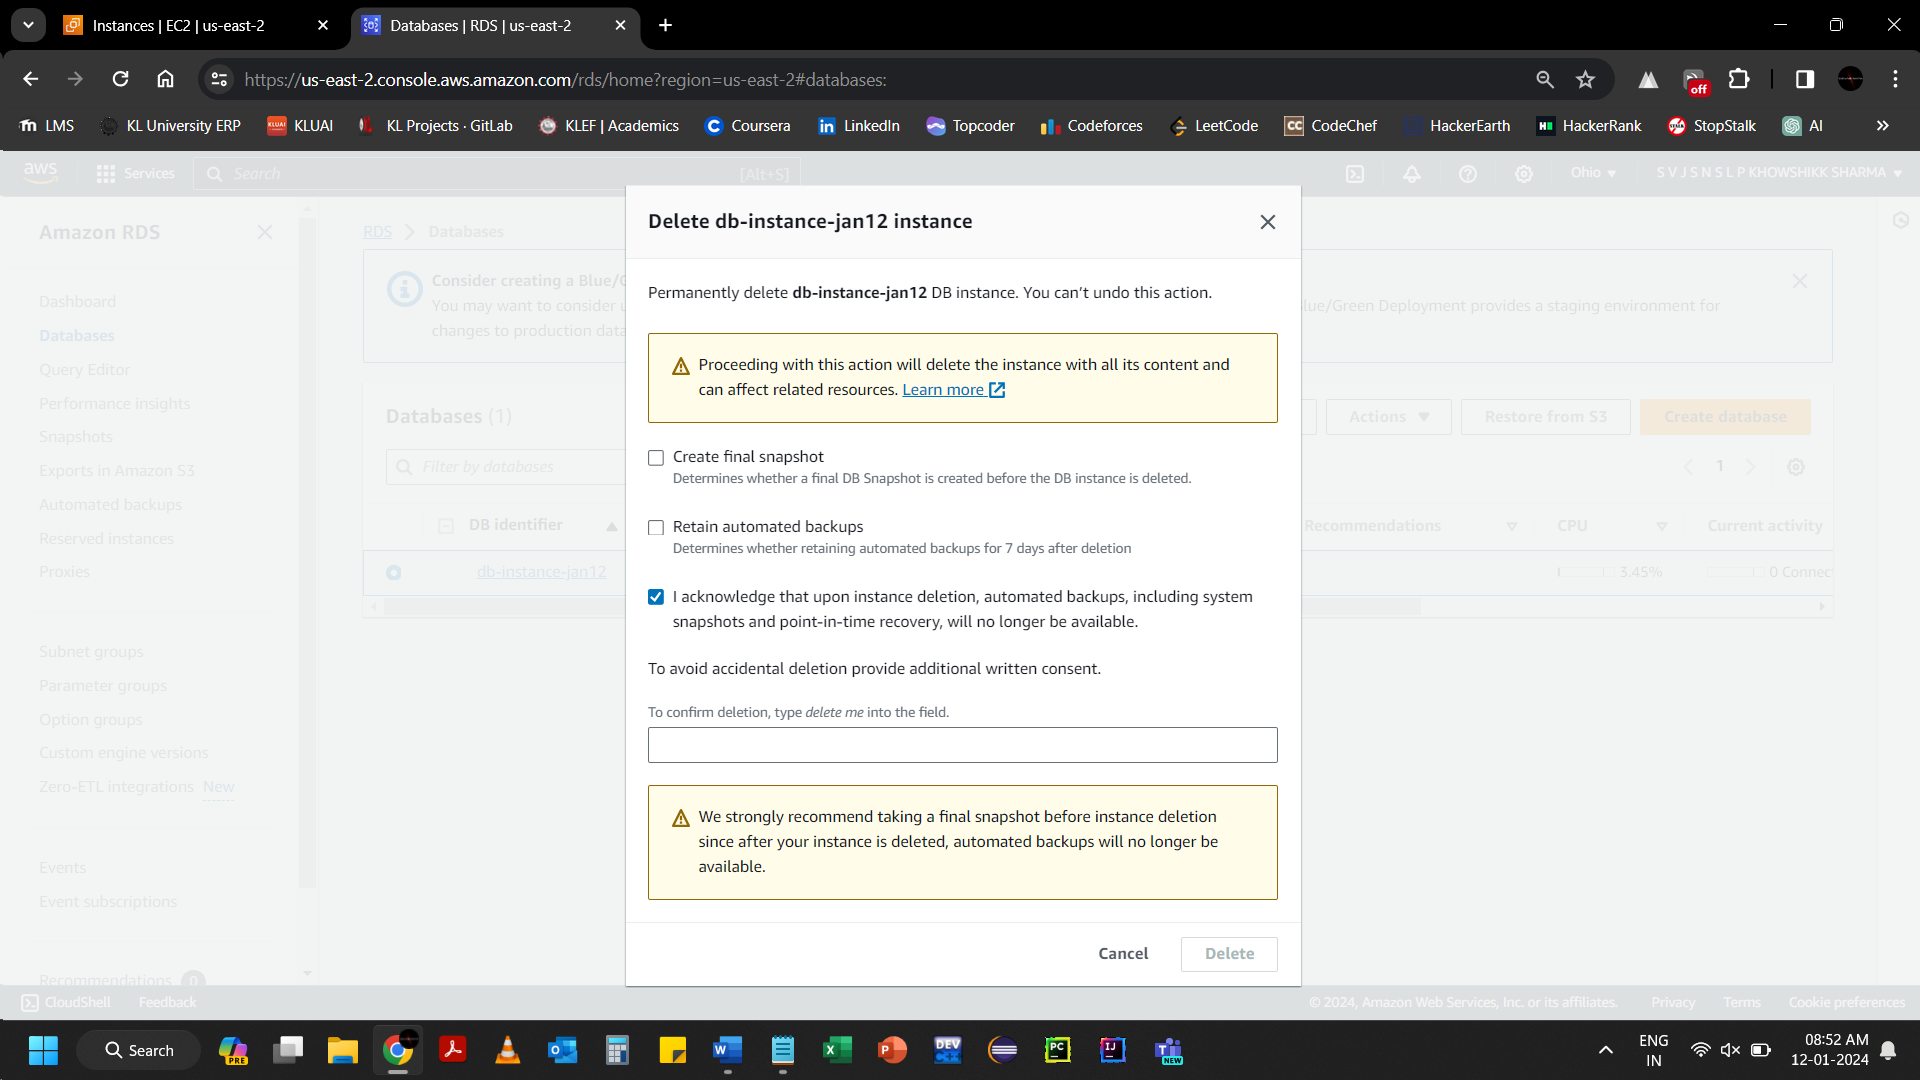 Instances | EC2 | us-east-2
Databases | RDS | us-east-2
https://us-east-2.console.aws.amazon.com/rds/home?region=us-east-2#databases:
off
LMS
KL University ERP
KLUAI
KL Projects · GitLab
KLEF | Academics
Coursera
LinkedIn
Topcoder
Codeforces
LeetCode
CodeChef
HackerEarth
HackerRank
StopStalk
AI
aws
Services
Search
[Alt+S]
Ohio
S V J S N S L P KHOWSHIKK SHARMA
Amazon RDS
Dashboard
Databases
Query Editor
Performance insights
Snapshots
Exports in Amazon S3
Automated backups
Reserved instances
Proxies
Subnet groups
Parameter groups
Option groups
Custom engine versions
Zero-ETL integrations New
Events
Event subscriptions
Recommendations 0
RDS > Databases
Consider creating a Blue/G
You may want to consider
lue/Green Deployment provides a staging environment for
changes to production data
Databases (1)
Actions
Restore from S3
Create database
Filter by databases
1
DB identifier
Recommendations
CPU
Current activity
db-instance-jan12
3.45%
0 Connec
Delete db-instance-jan12 instance
Permanently delete db-instance-jan12 DB instance. You can't undo this action.
Proceeding with this action will delete the instance with all its content and
can affect related resources. Learn more
Create final snapshot
Determines whether a final DB Snapshot is created before the DB instance is deleted.
Retain automated backups
Determines whether retaining automated backups for 7 days after deletion
I acknowledge that upon instance deletion, automated backups, including system
snapshots and point-in-time recovery, will no longer be available.
To avoid accidental deletion provide additional written consent.
To confirm deletion, type delete me into the field.
We strongly recommend taking a final snapshot before instance deletion
since after your instance is deleted, automated backups will no longer be
available.
Cancel
Delete
CloudShell
Feedback
© 2024, Amazon Web Services, Inc. or its affiliates.
Privacy
Terms
Cookie preferences
Search
PRE
DEV
PC
IJ
NEW
ENG
IN
08:52 AM
12-01-2024